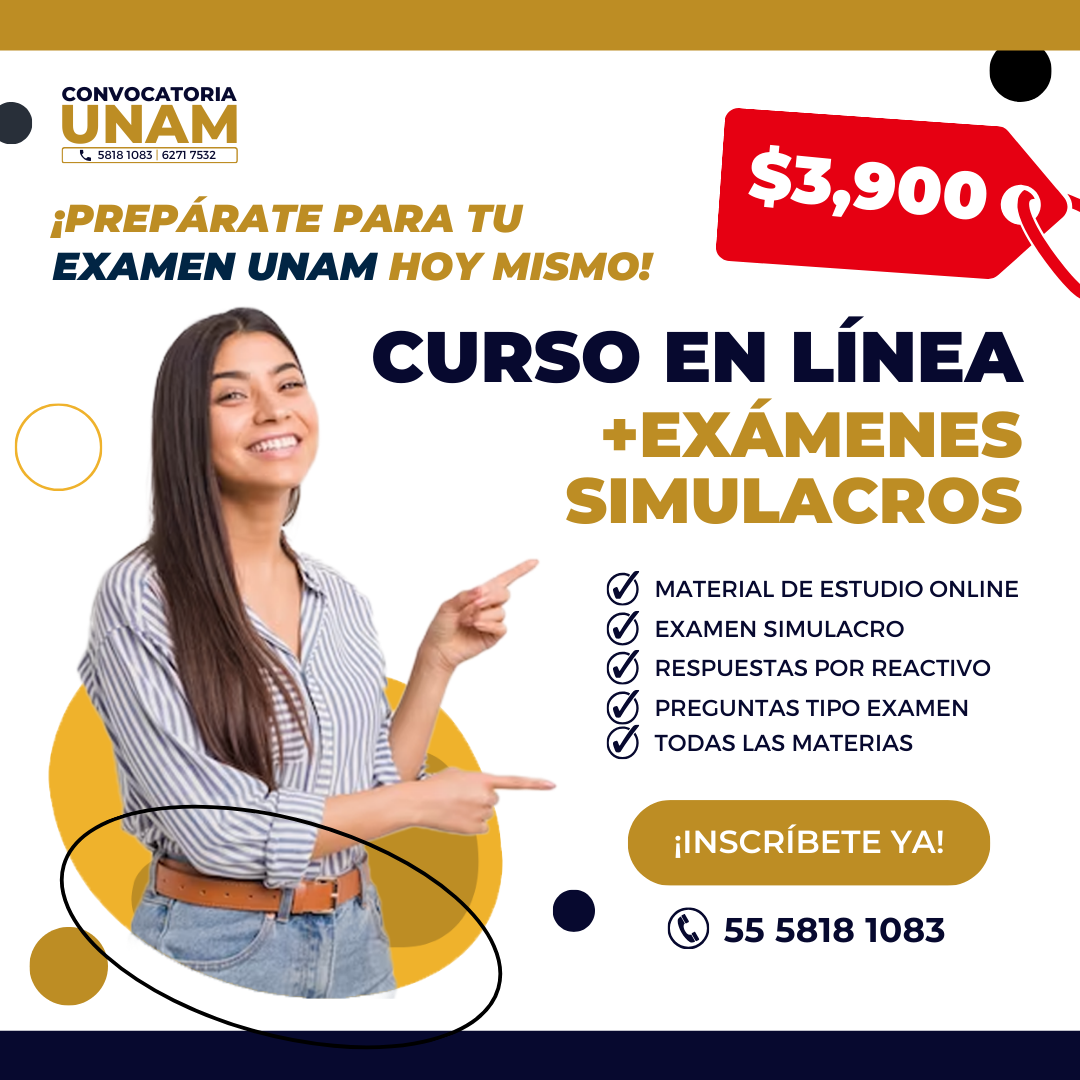 CONVOCATORIA
UNAM
5818 1083 | 6271 7532
$3,900
¡PREPÁRATE PARA TU
EXAMEN UNAM HOY MISMO!
CURSO EN LÍNEA
+EXÁMENES
SIMULACROS
MATERIAL DE ESTUDIO ONLINE
EXAMEN SIMULACRO
RESPUESTAS POR REACTIVO
PREGUNTAS TIPO EXAMEN
TODAS LAS MATERIAS
¡INSCRÍBETE YA!
55 5818 1083